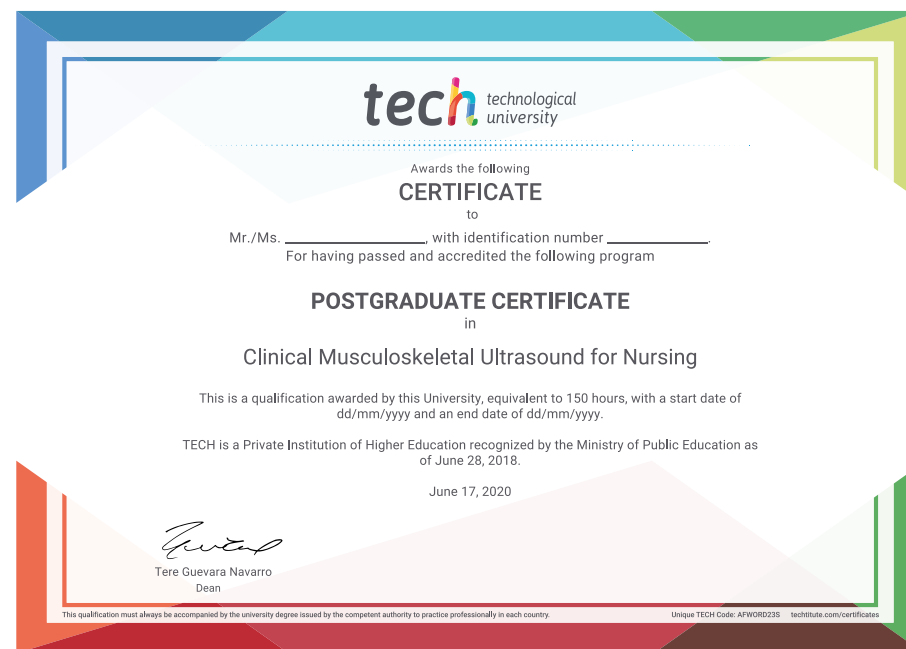 tech technological
university
Awards the following
CERTIFICATE
to
Mr./Ms. ____________________, with identification number ______________.
For having passed and accredited the following program
POSTGRADUATE CERTIFICATE
in
Clinical Musculoskeletal Ultrasound for Nursing
This is a qualification awarded by this University, equivalent to 150 hours, with a start date of
dd/mm/yyyy and an end date of dd/mm/yyyy.
TECH is a Private Institution of Higher Education recognized by the Ministry of Public Education as
of June 28, 2018.
June 17, 2020
Tere Guevara Navarro
Dean
This qualification must always be accompanied by the university degree issued by the competent authority to practice professionally in each country. Unique TECH Code: AFWORD23S techtitute.com/certificates